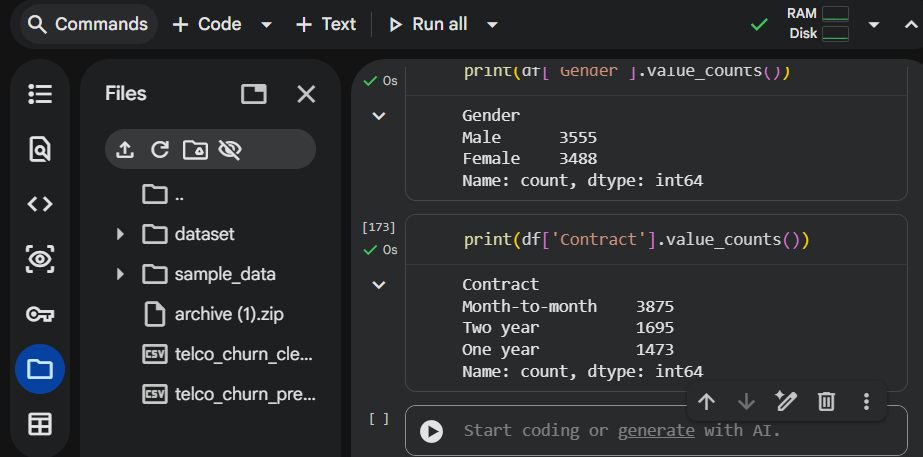 Commands
+ Code
+ Text
Run all
RAM
Disk
Files
..
dataset
sample_data
archive (1).zip
CSV telco_churn_cle...
CSV telco_churn_pre...
0s
print(df['Gender'].value_counts())
Gender
Male 3555
Female 3488
Name: count, dtype: int64
[173]
0s
print(df['Contract'].value_counts())
Contract
Month-to-month 3875
Two year 1695
One year 1473
Name: count, dtype: int64
[ ]
Start coding or generate with AI.